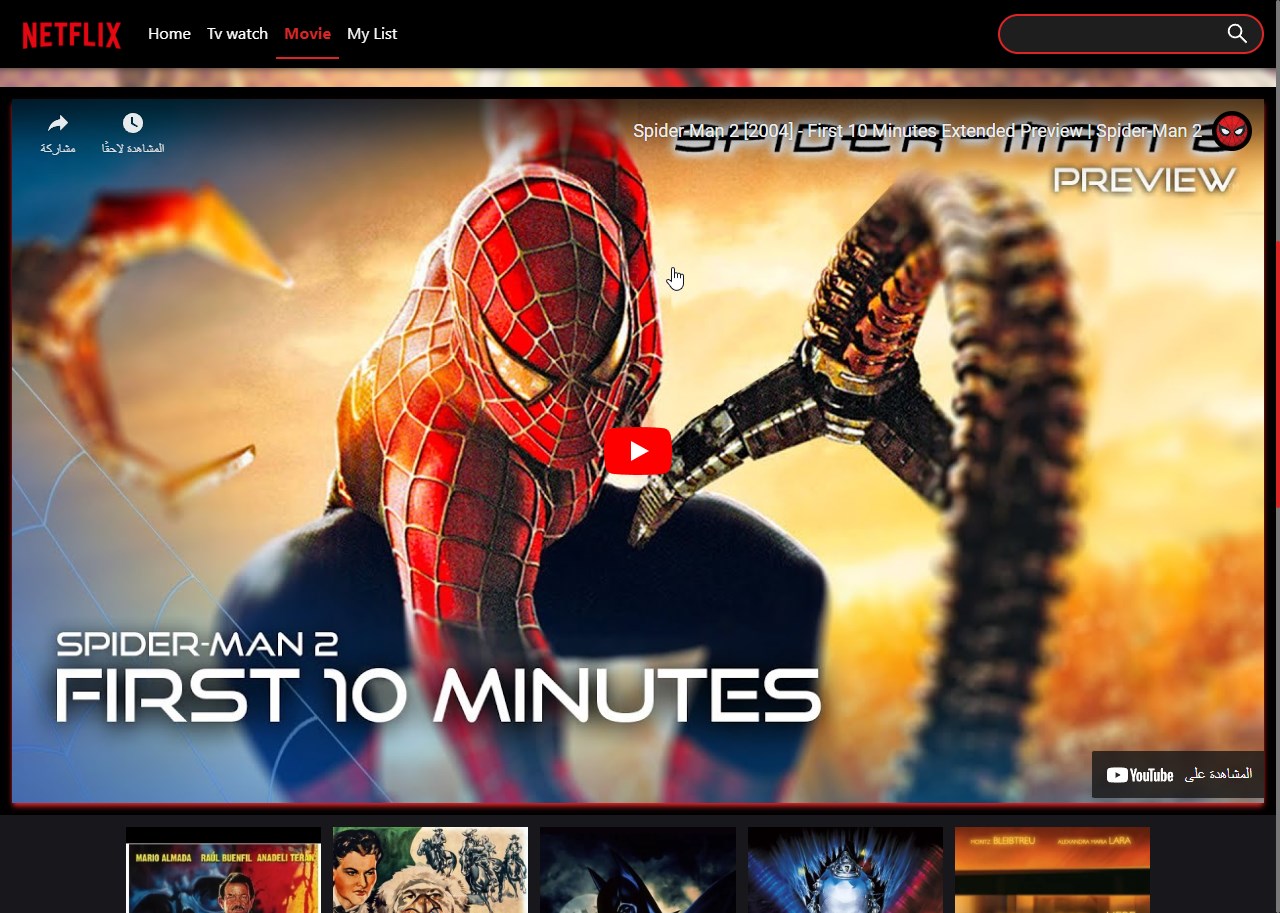 NETFLIX Home Tv watch Movie My List
مشاركة المشاهدة لاحقًا
Spider-Man 2 [2004] - First 10 Minutes Extended Preview | Spider-Man 2
SPIDER-MAN 2
PREVIEW
SPIDER-MAN 2
FIRST 10 MINUTES
المشاهدة على YouTube
MARIO ALMADA RAÚL BUENFIL ANADELI TERÁN
MORITZ BLEIBTREU ALEXANDRA MARIA LARA